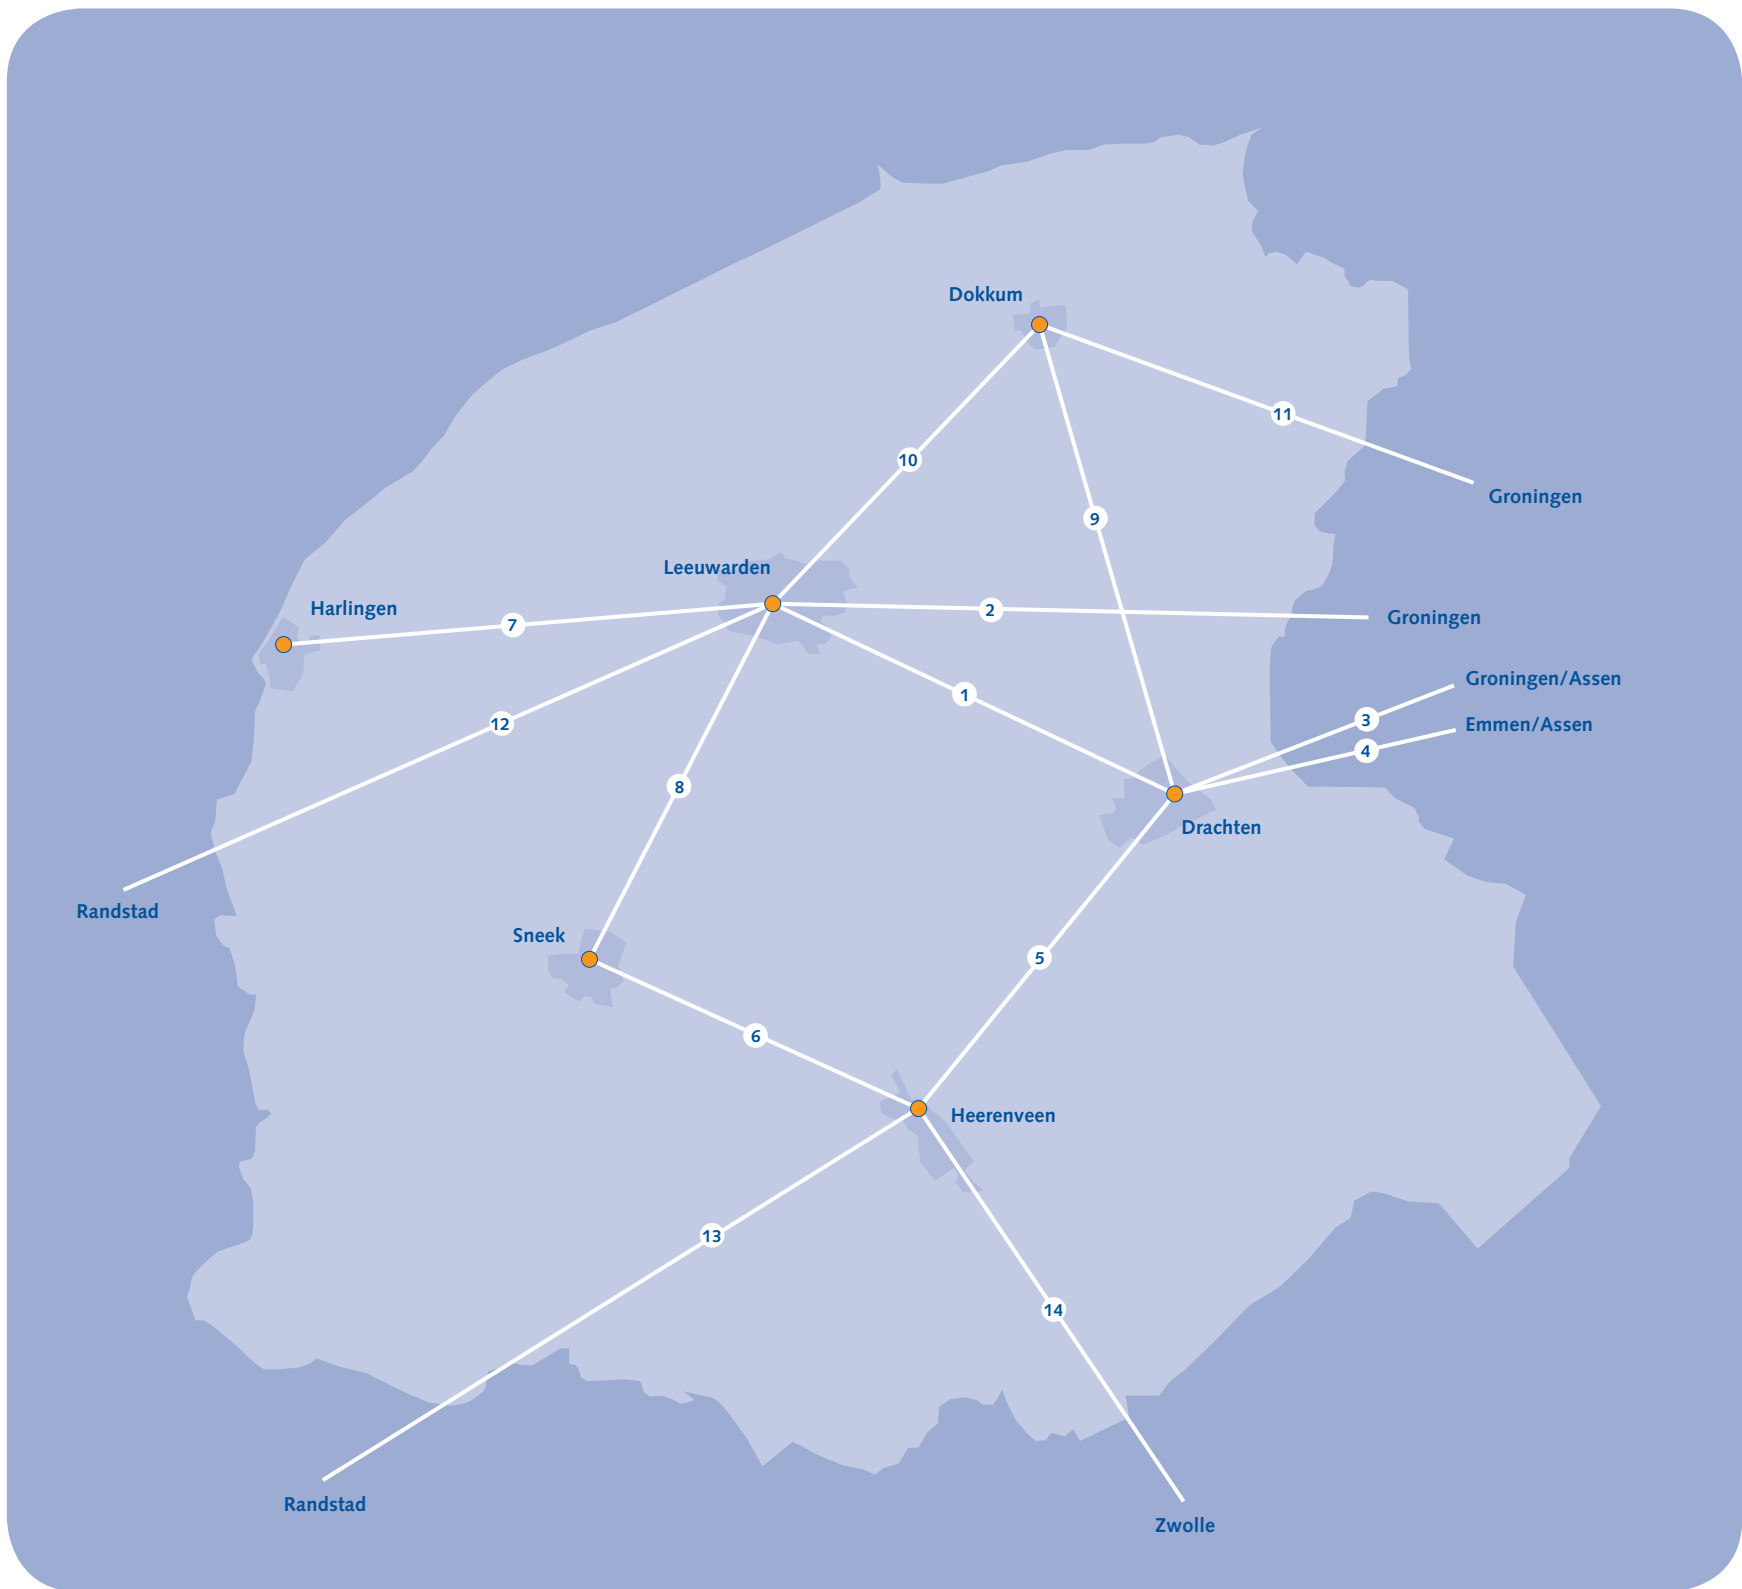 Dokkum
11
10
Groningen
9
Leeuwarden
Harlingen
2
7
Groningen
Groningen/Assen
1
3
12
Emmen/Assen
4
8
Drachten
Randstad
Sneek
5
6
Heerenveen
13
14
Randstad
Zwolle